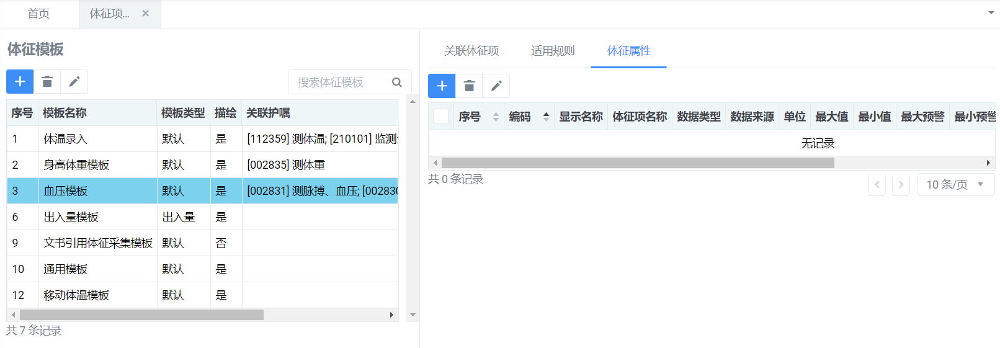 首页
体征项...
体征模板
搜索体征模板
序号 模板名称 模板类型 描绘 关联护嘱
1 体温录入 默认 是 [112359] 测体温; [210101] 监测
2 身高体重模板 默认 是 [002835] 测体重
3 血压模板 默认 是 [002831] 测脉搏、血压; [002830
6 出入量模板 出入量 是
9 文书引用体征采集模板 默认 否
10 通用模板 默认 是
12 移动体温模板 默认 是
共 7 条记录
关联体征项 适用规则 体征属性
序号 编码 显示名称 体征项名称 数据类型 数据来源 单位 最大值 最小值 最大预警 最小预警
无记录
共 0 条记录
10 条/页